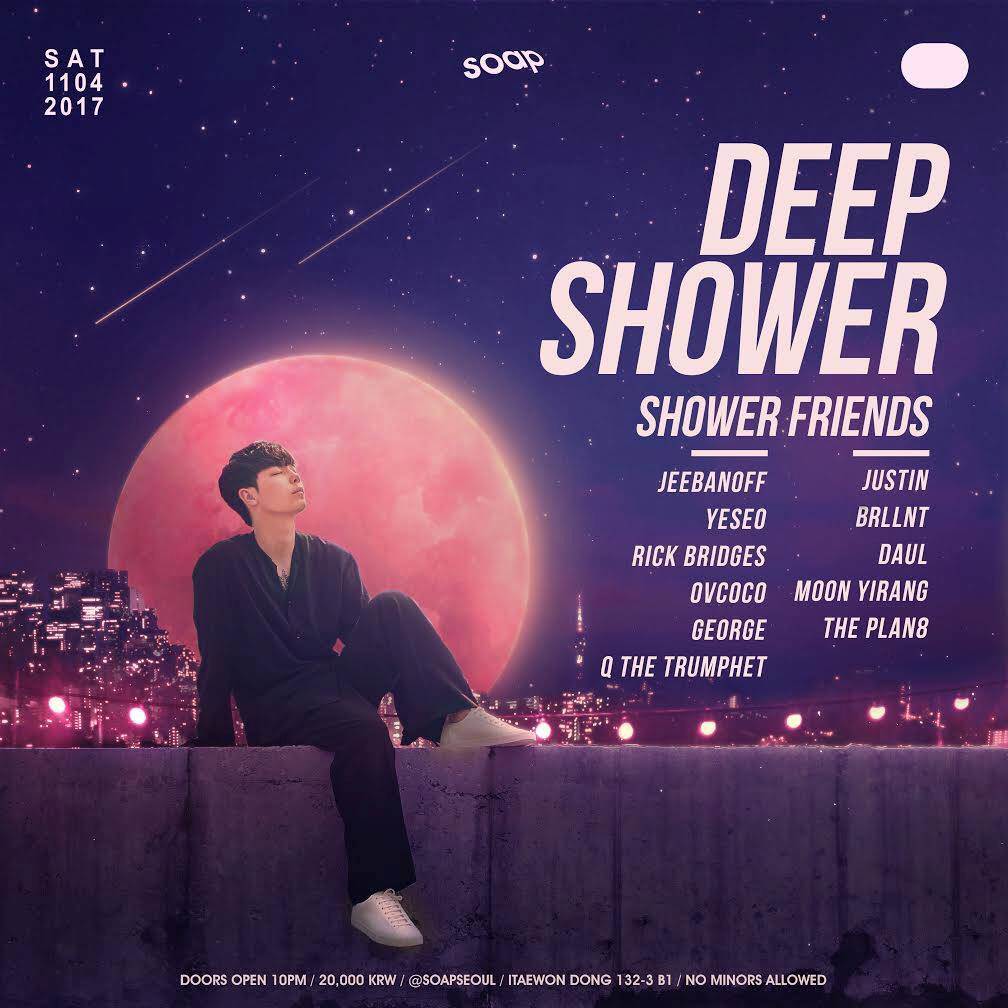 SAT
1104
2017
soap
DEEP
SHOWER
SHOWER FRIENDS
JEEBANOFF
YESEO
RICK BRIDGES
OVCOCO
GEORGE
Q THE TRUMPHET
JUSTIN
BRLLNT
DAUL
MOON YIRANG
THE PLAN8
DOORS OPEN 10PM / 20,000 KRW / @SOAPSEOUL / ITAEWON DONG 132-3 B1 / NO MINORS ALLOWED